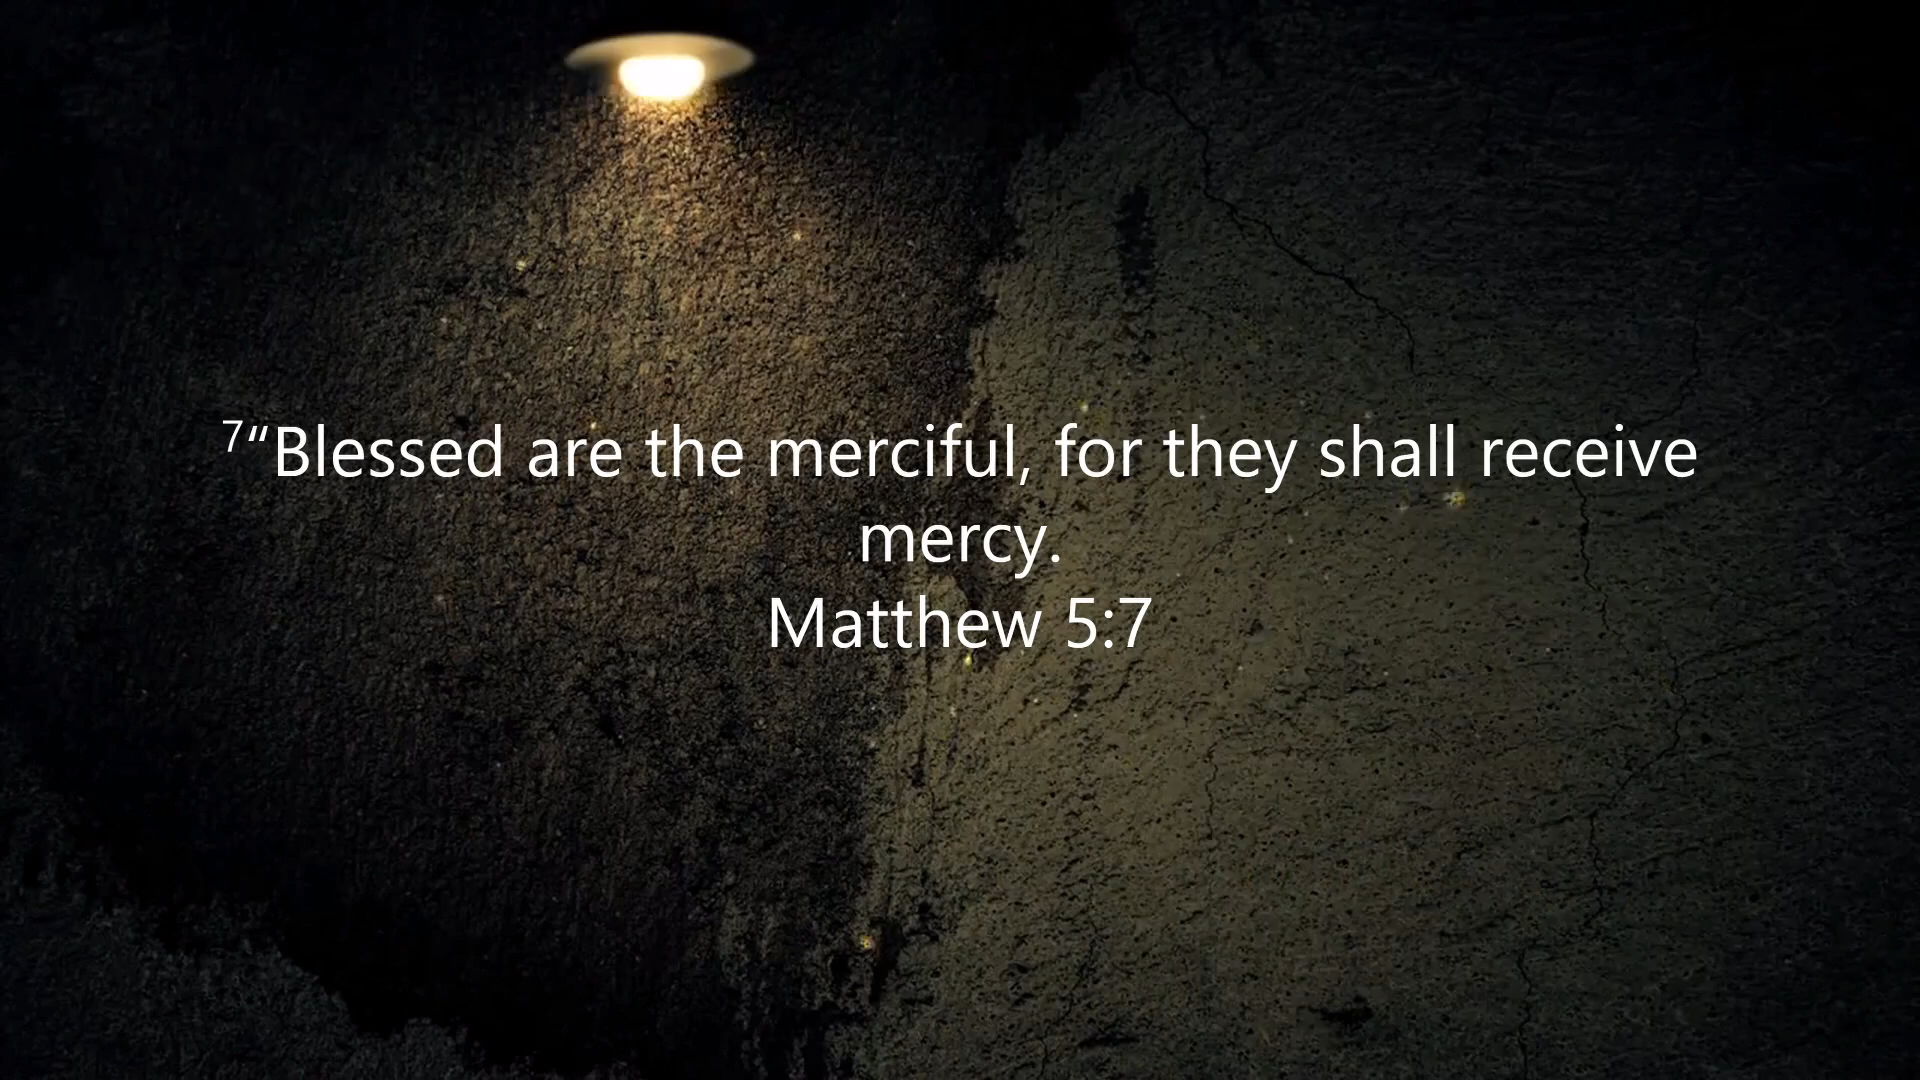 ⁷“Blessed are the merciful, for they shall receive
mercy.
Matthew 5:7